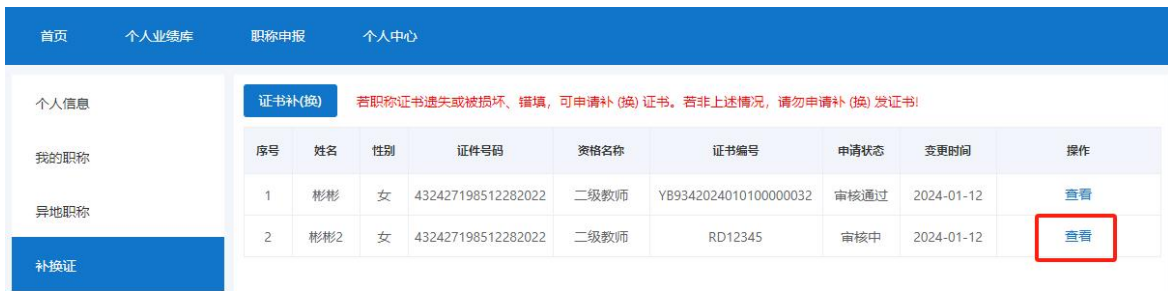 首页 个人业绩库 职称申报 个人中心
个人信息
我的职称
异地职称
补换证
证书补(换) 若职称证书遗失或被损坏、错填，可申请补 (换) 证书。若非上述情况，请勿申请补 (换) 发证书!
序号 姓名 性别 证件号码 资格名称 证书编号 申请状态 变更时间 操作
1 彬彬 女 432427198512282022 二级教师 YB9342024010100000032 审核通过 2024-01-12 查看
2 彬彬2 女 432427198512282022 二级教师 RD12345 审核中 2024-01-12 查看